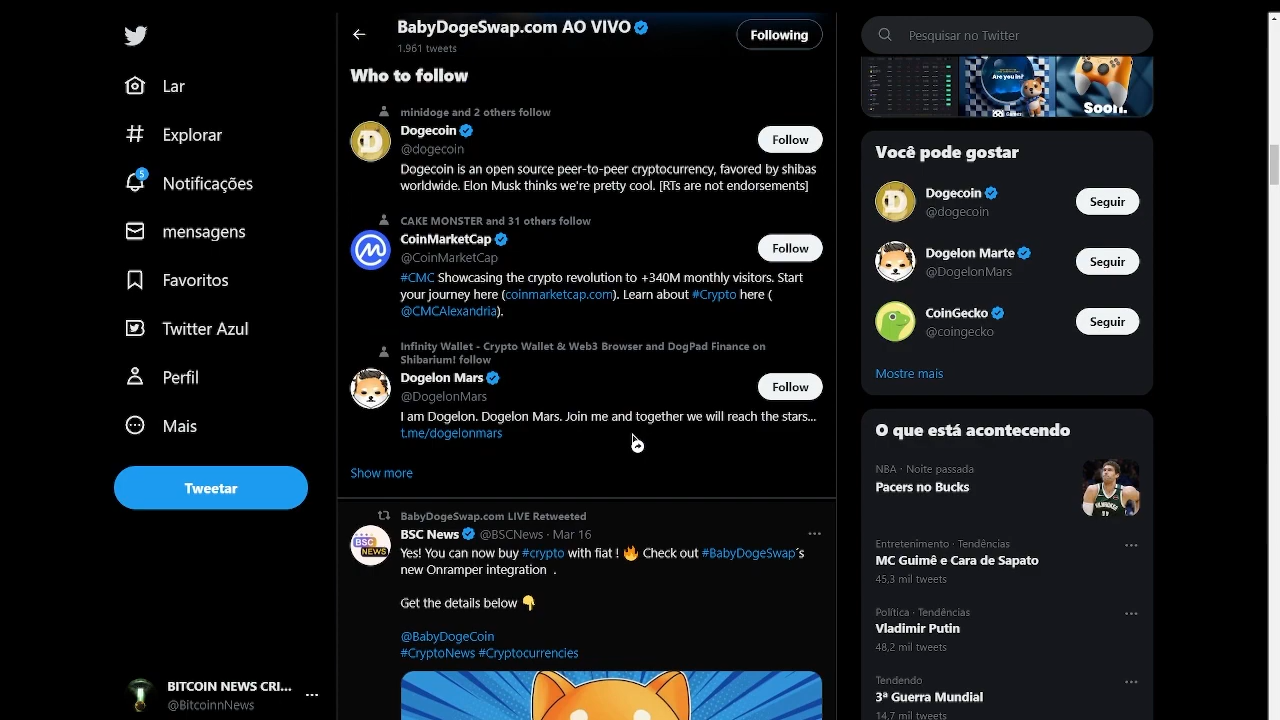 Lar
Explorar
5
Notificações
mensagens
Favoritos
Twitter Azul
Perfil
Mais
Tweetar
BITCOIN NEWS CRI...
@BitcoinnNews
BabyDogeSwap.com AO VIVO
1.961 tweets
Following
Who to follow
minidoge and 2 others follow
Dogecoin
@dogecoin
Follow
Dogecoin is an open source peer-to-peer cryptocurrency, favored by shibas
worldwide. Elon Musk thinks we're pretty cool. [RTs are not endorsements]
CAKE MONSTER and 31 others follow
CoinMarketCap
@CoinMarketCap
Follow
#CMC Showcasing the crypto revolution to +340M monthly visitors. Start
your journey here (coinmarketcap.com). Learn about #Crypto here (
@CMCAlexandria).
Infinity Wallet - Crypto Wallet & Web3 Browser and DogPad Finance on
Shibarium! follow
Dogelon Mars
@DogelonMars
Follow
I am Dogelon. Dogelon Mars. Join me and together we will reach the stars...
t.me/dogelonmars
Show more
BabyDogeSwap.com LIVE Retweeted
BSC NEWS
BSC News @BSCNews · Mar 16
Yes! You can now buy #crypto with fiat ! 🔥 Check out #BabyDogeSwap´s
new Onramper integration .
Get the details below 👇
@BabyDogeCoin
#CryptoNews #Cryptocurrencies
Pesquisar no Twitter
Are you in?
Soon.
Você pode gostar
Dogecoin
@dogecoin
Seguir
Dogelon Marte
@DogelonMars
Seguir
CoinGecko
@coingecko
Seguir
Mostre mais
O que está acontecendo
NBA · Noite passada
Pacers no Bucks
Entretenimento · Tendências
MC Guimê e Cara de Sapato
45,3 mil tweets
Política · Tendências
Vladimir Putin
48,2 mil tweets
Tendendo
3ª Guerra Mundial
14,7 mil tweets